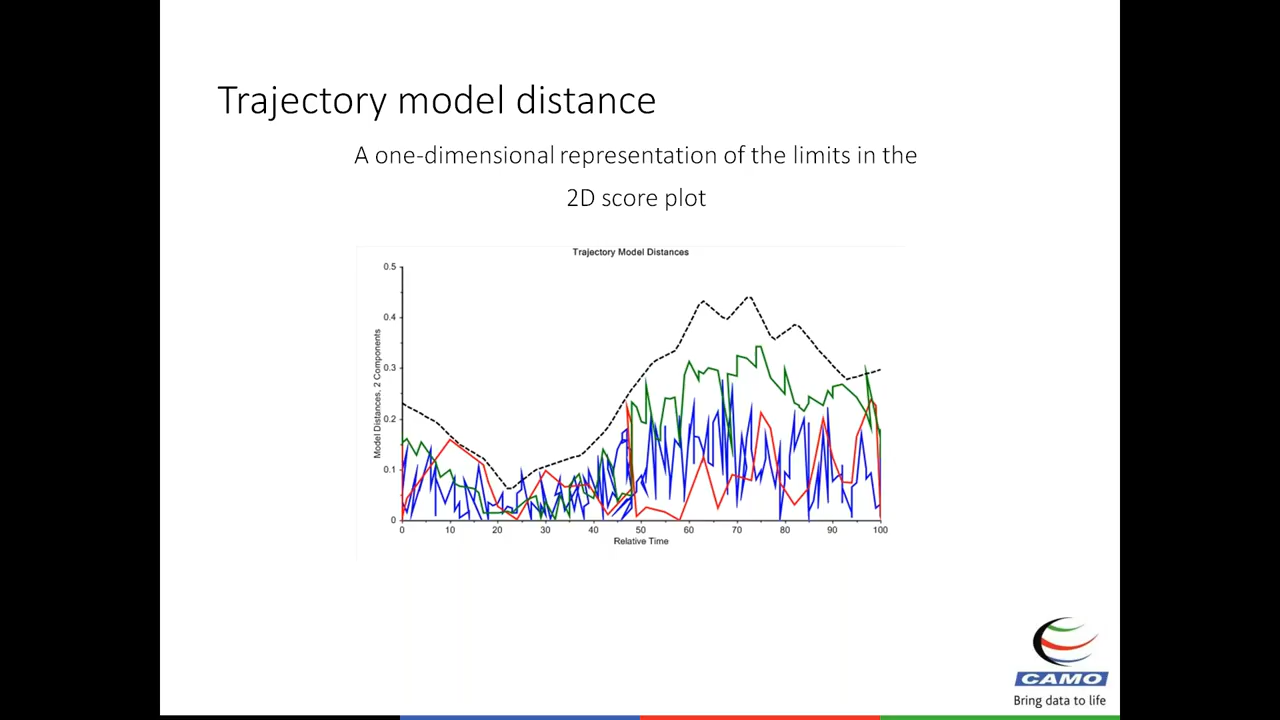 Trajectory model distance
A one-dimensional representation of the limits in the
2D score plot
Trajectory Model Distances
Model Distances, 2 Components
0.5
0.4
0.3
0.2
0.1
0
0 10 20 30 40 50 60 70 80 90 100
Relative Time
CAMO
Bring data to life